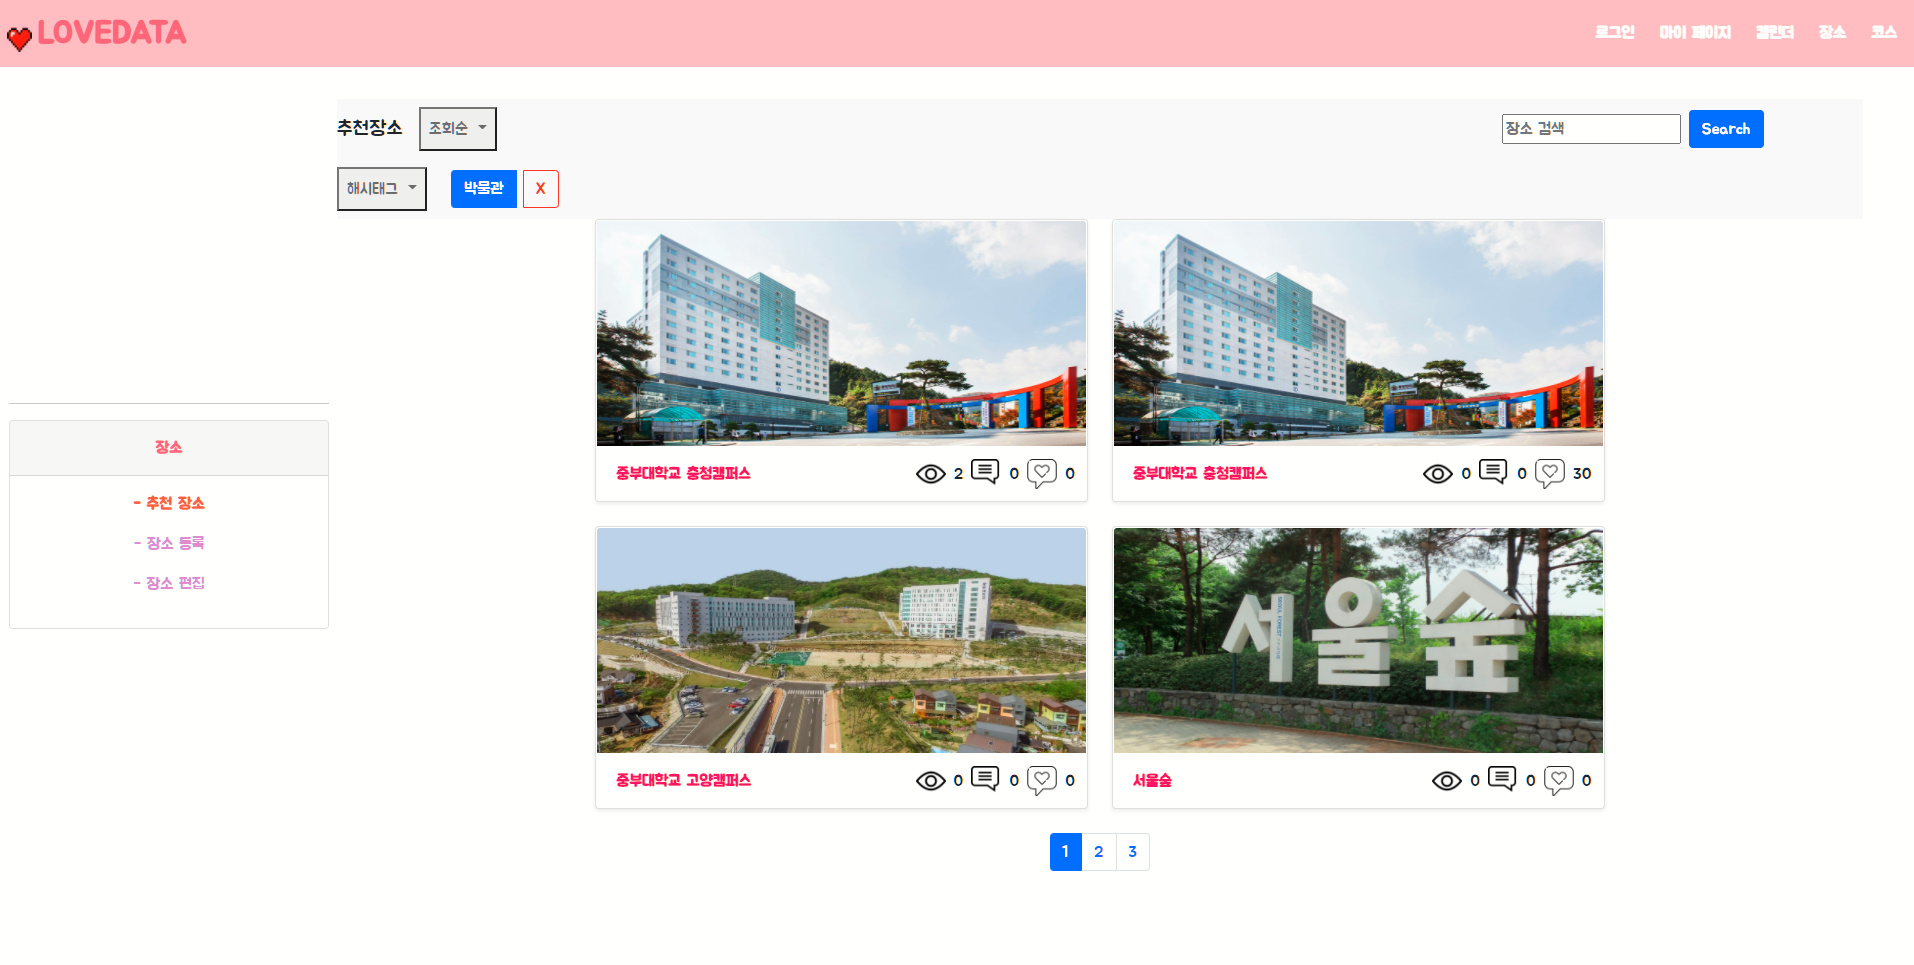 LOVEDATA
로그인 마이 페이지 캘린더 장소 코스
추천장소 조회순 장소 검색 Search
해시태그 박물관 X
장소
- 추천 장소
- 장소 등록
- 장소 편집
중부대학교 충청캠퍼스 2 0 0
중부대학교 충청캠퍼스 0 0 30
서울숲
중부대학교 고양캠퍼스 0 0 0
서울숲 0 0 0
1 2 3